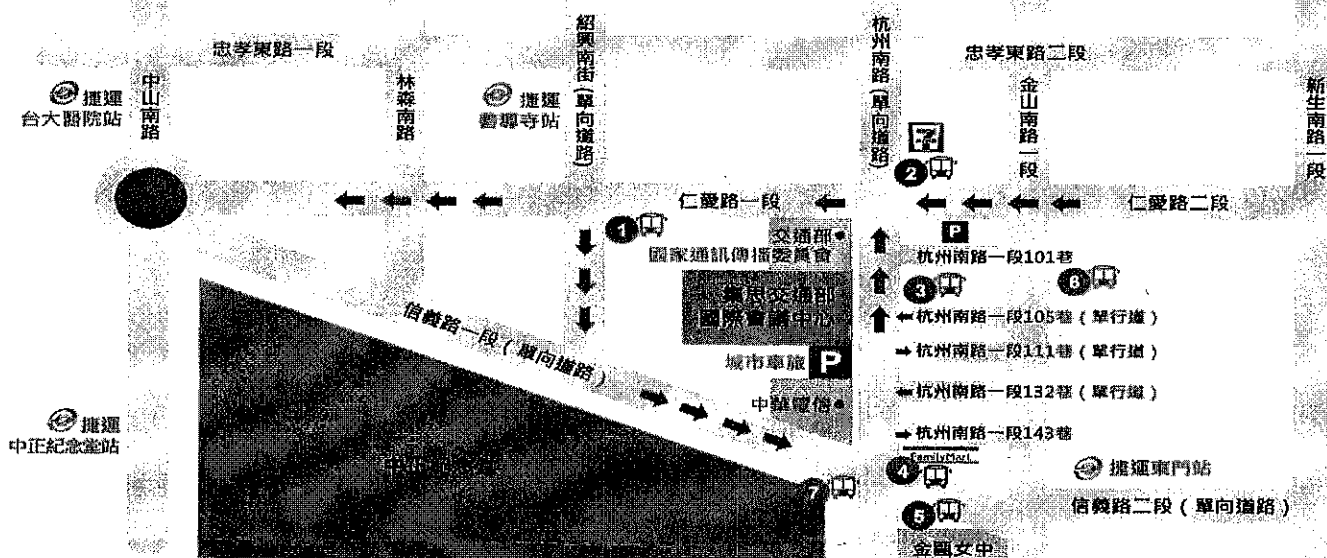 忠孝東路一段
紹興南街(單向道路)
杭州南路(單向道路)
忠孝東路二段
捷運
台大醫院站
中山南路
林森南路
捷運
善導寺站
金山南路一段
新生南路一段
2
仁愛路一段
仁愛路二段
1
交通部
國家通訊傳播委員會
P
杭州南路一段101巷
集思交通部
國際會議中心
3
6
杭州南路一段105巷(單行道)
信義路一段(單向道路)
城市車旅 P
杭州南路一段111巷(單行道)
中華電信
杭州南路一段132巷(單行道)
捷運
中正紀念堂站
杭州南路一段143巷
FamilyMart
4
捷運東門站
7
信義路二段(單向道路)
5
金甌女中